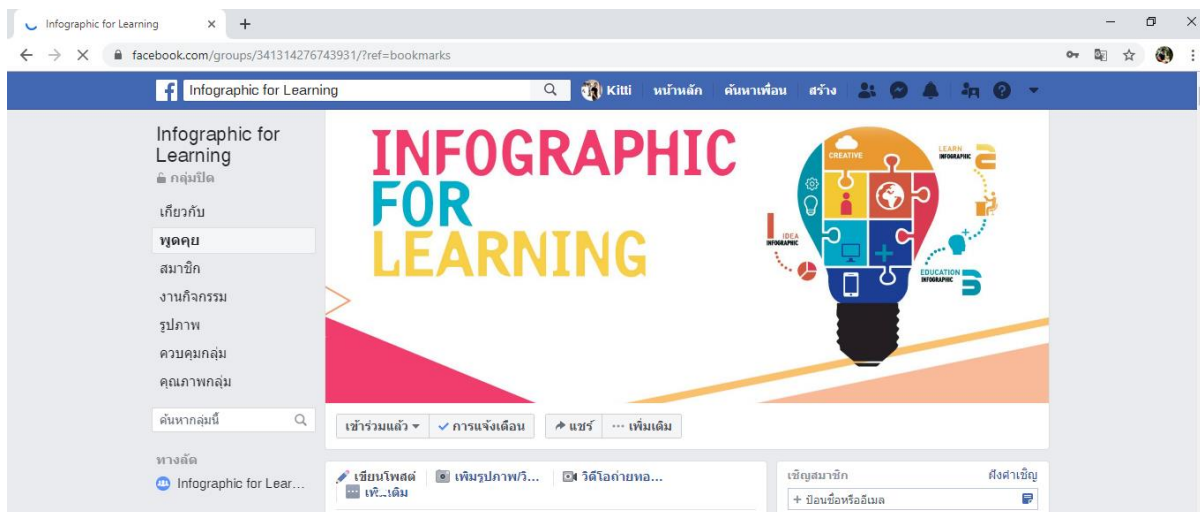 Infographic for Learning
facebook.com/groups/341314276743931/?ref=bookmarks
Infographic for Learning
Kitti หน้าหลัก ค้นหาเพื่อน สร้าง
Infographic for
Learning
กลุ่มปิด
เกี่ยวกับ
พูดคุย
สมาชิก
งานกิจกรรม
รูปภาพ
ควบคุมกลุ่ม
คุณภาพกลุ่ม
ค้นหากลุ่มนี้
ทางลัด
Infographic for Lear...
INFOGRAPHIC
FOR
LEARNING
CREATIVE
LEARN
INFOGRAPHIC
IDEA
INFOGRAPHIC
EDUCATION
INFOGRAPHIC
เข้าร่วมแล้ว การแจ้งเตือน แชร์ ... เพิ่มเติม
เขียนโพสต์ เพิ่มรูปภาพ/วิ... วิดีโอถ่ายทอ...
เพิ่มเติม
เชิญสมาชิก ฝังคำเชิญ
+ ป้อนชื่อหรืออีเมล